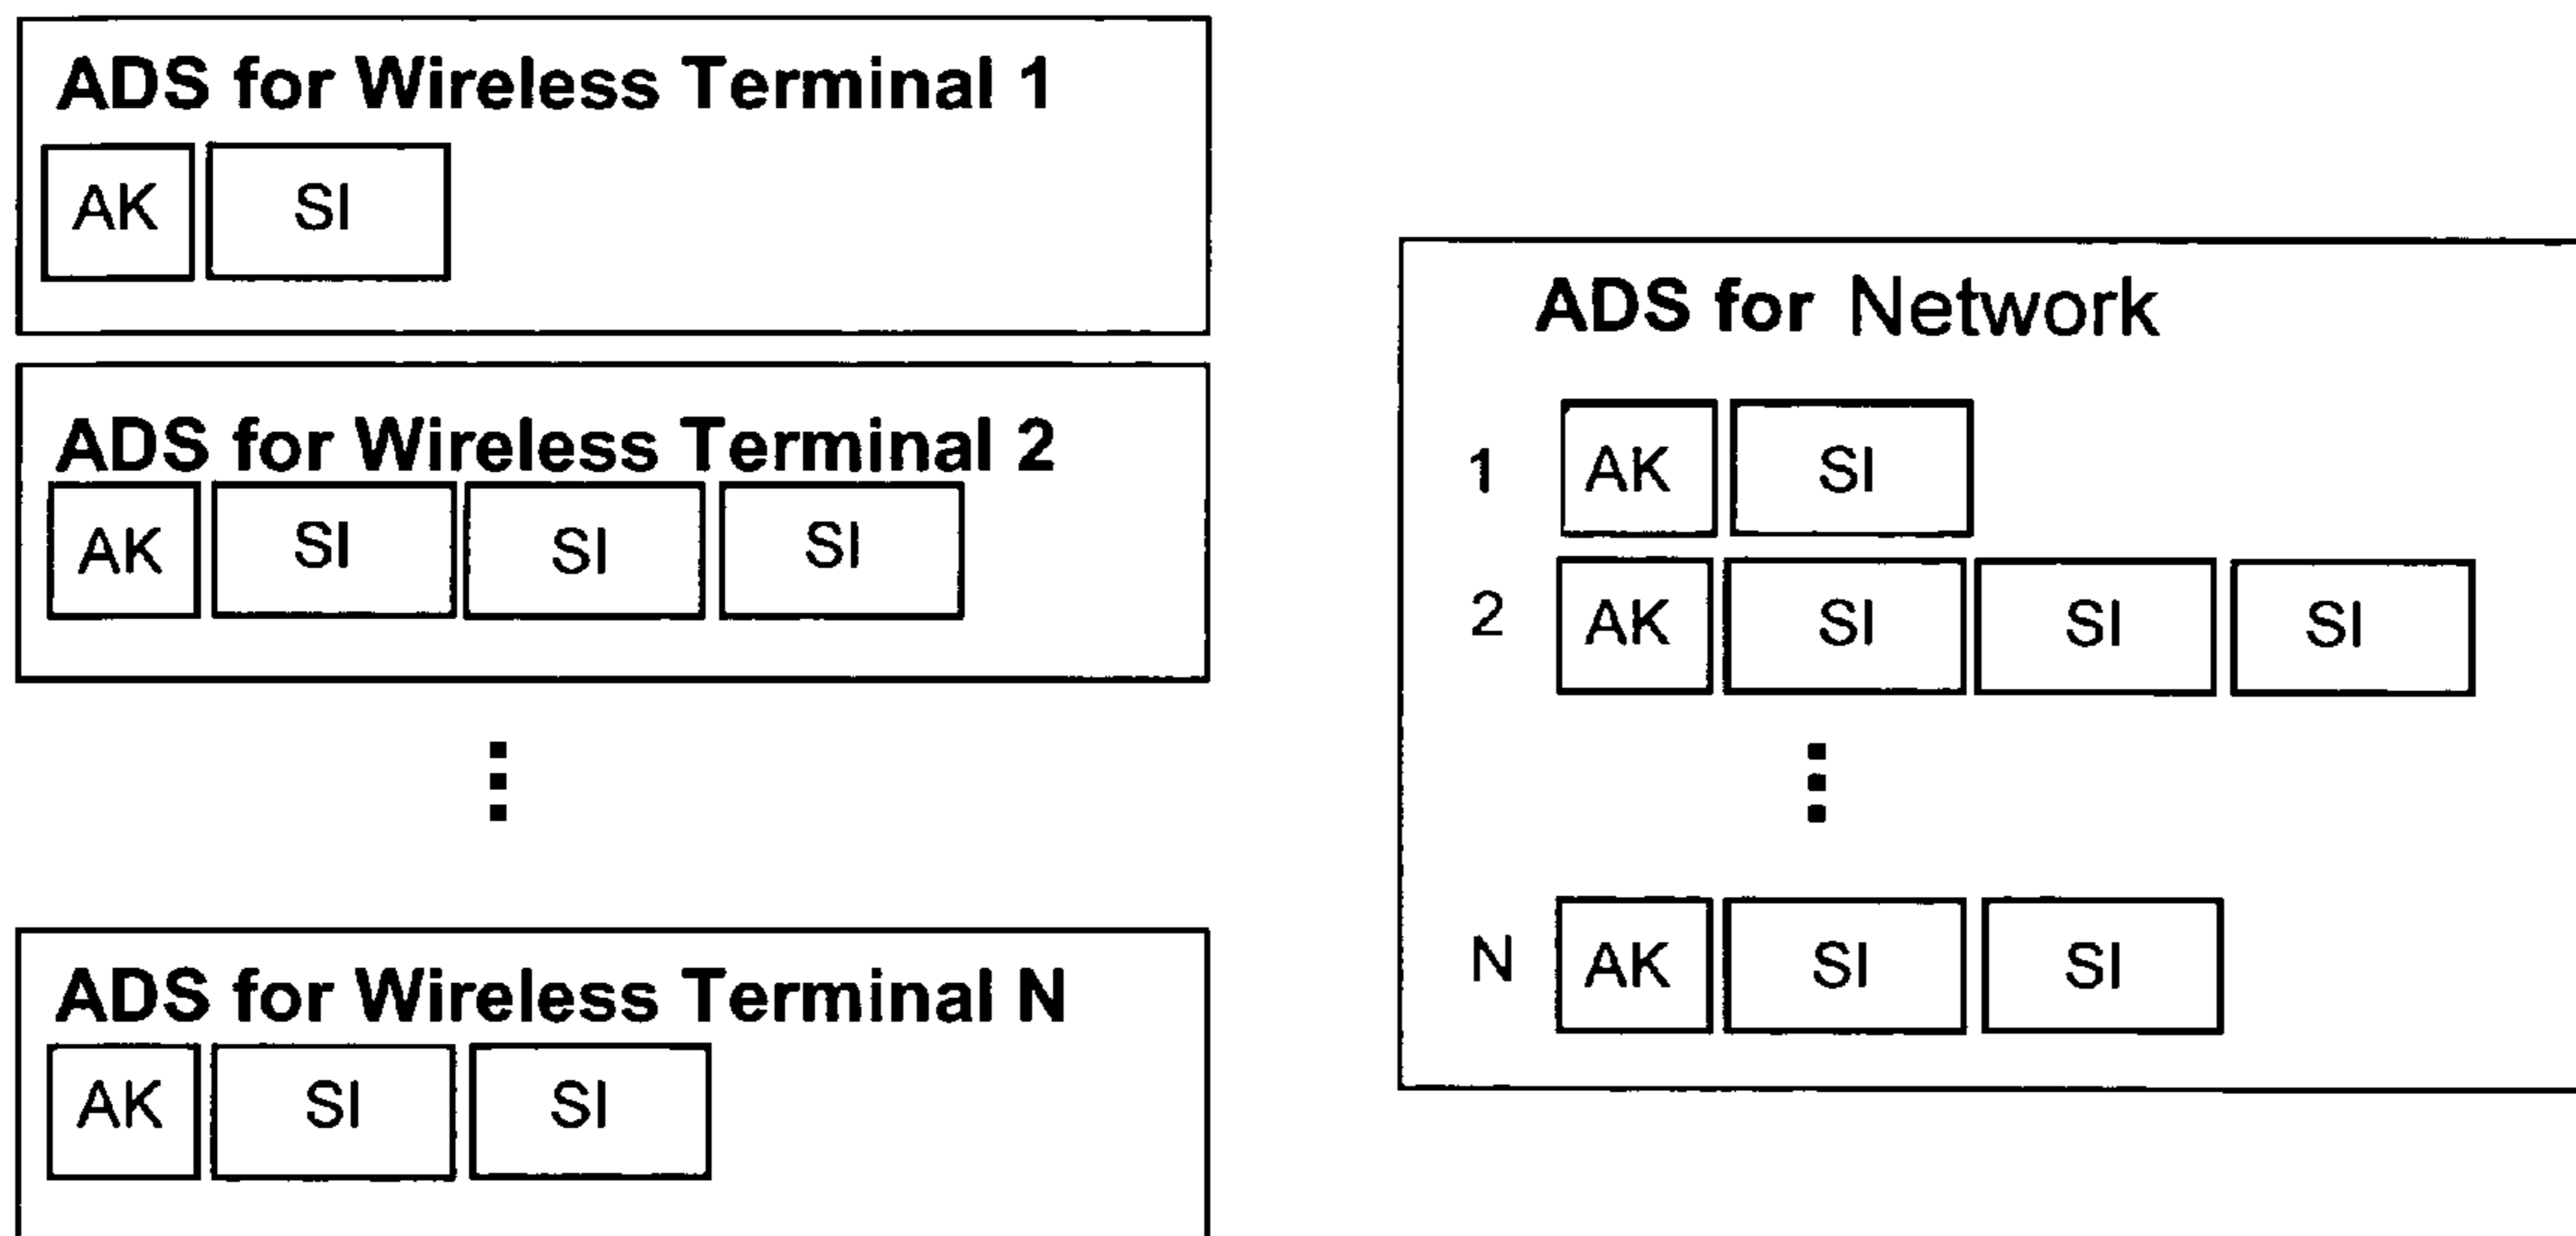 ADS for Wireless Terminal 1
AK SI
ADS for Wireless Terminal 2
AK SI SI SI
ADS for Wireless Terminal N
AK SI SI
ADS for Network
1 AK SI
2 AK SI SI SI
N AK SI SI